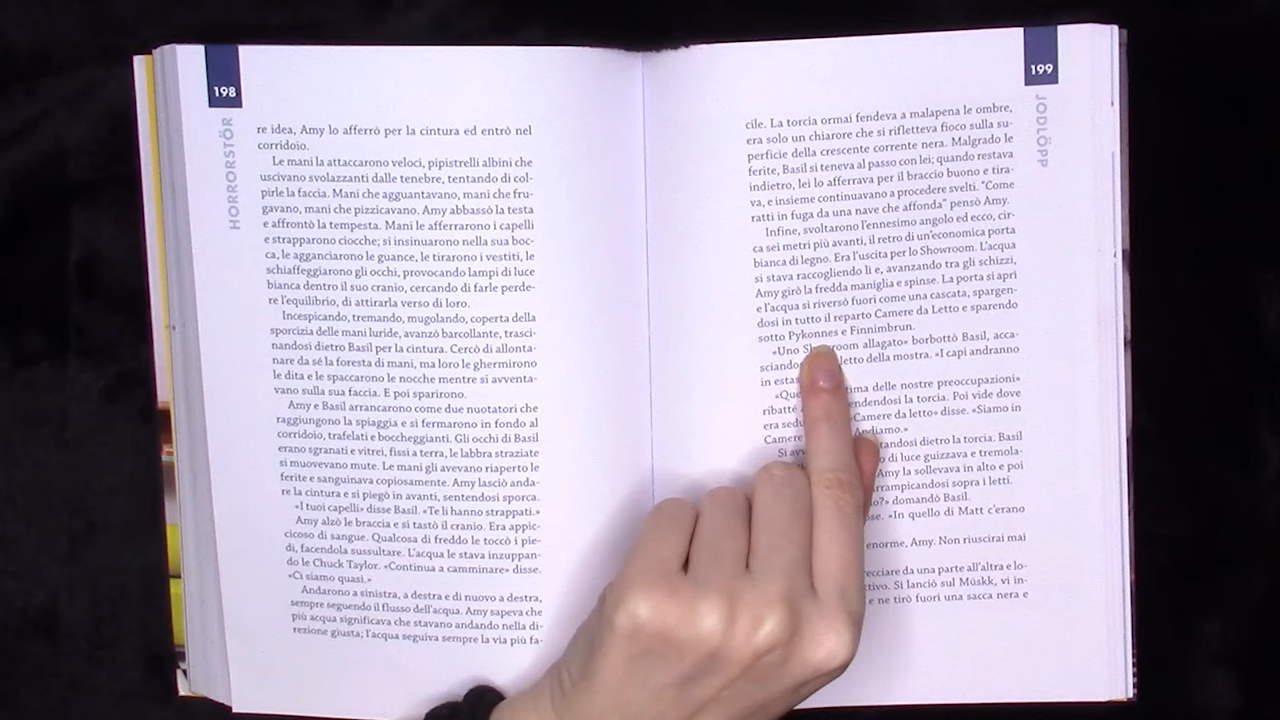 198
HORRORSTÖR
re idea, Amy lo afferrò per la cintura ed entrò nel
corridoio.
Le mani la attaccarono veloci, pipistrelli albini che
uscivano svolazzanti dalle tenebre, tentando di col-
pirle la faccia. Mani che agguantavano, mani che fru-
gavano, mani che pizzicavano. Amy abbassò la testa
e affrontò la tempesta. Mani le afferrarono i capelli
e strapparono ciocche; si insinuarono nella sua boc-
ca, le agganciarono le guance, le tirarono i vestiti, le
schiaffeggiarono gli occhi, provocando lampi di luce
bianca dentro il suo cranio, cercando di farle perde-
re l'equilibrio, di attirarla verso di loro.
Incespicando, tremando, mugolando, coperta della
sporcizia delle mani luride, avanzò barcollante, trasci-
nandosi dietro Basil per la cintura. Cercò di allonta-
nare da sé la foresta di mani, ma loro le ghermirono
le dita e le spaccarono le nocche mentre si avventa-
vano sulla sua faccia. E poi sparirono.
Amy e Basil arrancarono come due nuotatori che
raggiungono la spiaggia e si fermarono in fondo al
corridoio, trafelati e boccheggianti. Gli occhi di Basil
erano sgranati e vitrei, fissi a terra, le labbra straziate
si muovevano mute. Le mani gli avevano riaperto le
ferite e sanguinava copiosamente. Amy lasciò anda-
re la cintura e si piegò in avanti, sentendosi sporca.
«I tuoi capelli» disse Basil. «Te li hanno strappati.»
Amy alzò le braccia e si tastò il cranio. Era appic-
cicoso di sangue. Qualcosa di freddo le toccò i pie-
di, facendola sussultare. L'acqua le stava inzuppan-
do le Chuck Taylor. «Continua a camminare» disse.
«Ci siamo quasi.»
Andarono a sinistra, a destra e di nuovo a destra,
sempre seguendo il flusso dell'acqua. Amy sapeva che
più acqua significava che stavano andando nella di-
rezione giusta; l'acqua seguiva sempre la via più fa-
199
JODLÖPP
cile. La torcia ormai fendeva a malapena le ombre,
era solo un chiarore che si rifletteva fioco sulla su-
perficie della crescente corrente nera. Malgrado le
ferite, Basil si teneva al passo con lei; quando restava
indietro, lei lo afferrava per il braccio buono e tira-
va, e insieme continuavano a procedere svelti. "Come
ratti in fuga da una nave che affonda" pensò Amy.
Infine, svoltarono l'ennesimo angolo ed ecco, cir-
ca sei metri più avanti, il retro di un'economica porta
bianca di legno. Era l'uscita per lo Showroom. L'acqua
si stava raccogliendo lì e, avanzando tra gli schizzi,
Amy girò la fredda maniglia e spinse. La porta si aprì
e l'acqua si riversò fuori come una cascata, spargen-
dosi in tutto il reparto Camere da Letto e sparendo
sotto Pykonnes e Finnimbrun.
«Uno Showroom allagato» borbottò Basil, acca-
sciando letto della mostra. «I capi andranno
in
tima delle nostre preoccupazioni»
ribatté endendosi la torcia. Poi vide dove
era Camere da letto» disse. «Siamo in
Camere Andiamo.»
Si tandosi dietro la torcia. Basil
o di luce guizzava e tremola-
Amy la sollevava in alto e poi
arrampicandosi sopra i letti.
domandò Basil.
«In quello di Matt c'erano
enorme, Amy. Non riuscirai mai
da una parte all'altra e lo-
Si lanciò sul Müskk, vi in-
e ne tirò fuori una sacca nera e